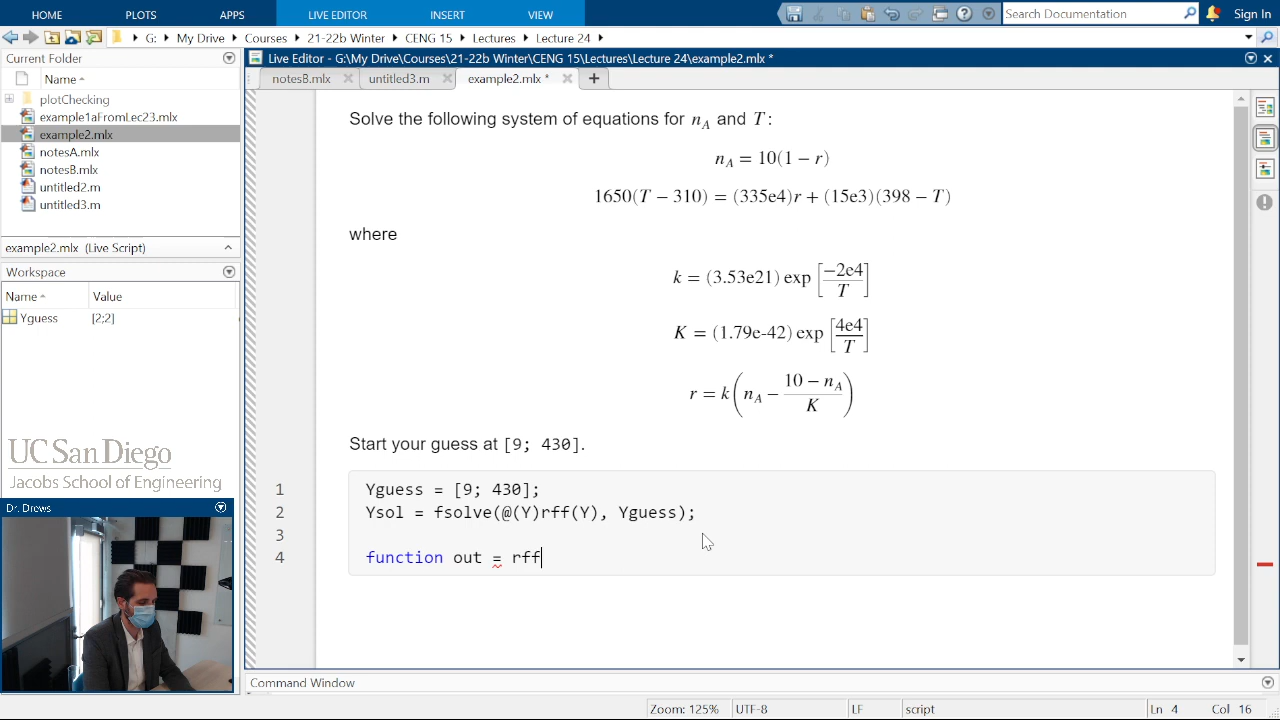 HOME PLOTS APPS LIVE EDITOR INSERT VIEW Search Documentation Sign In
G: My Drive Courses 21-22b Winter CENG 15 Lectures Lecture 24
Current Folder
Live Editor - G:\My Drive\Courses\21-22b Winter\CENG 15\Lectures\Lecture 24\example2.mlx *
notesB.mlx untitled3.m example2.mlx *
Name
plotChecking
example1aFromLec23.mlx
example2.mlx
notesA.mlx
notesB.mlx
untitled2.m
untitled3.m
example2.mlx (Live Script)
Workspace
Name Value
Yguess [2;2]
UC San Diego
Jacobs School of Engineering
Dr. Drews
Solve the following system of equations for n_A and T:
n_A = 10(1 − r)
1650(T − 310) = (335e4)r + (15e3)(398 − T)
where
k = (3.53e21) exp [−2e4 / T]
K = (1.79e-42) exp [4e4 / T]
r = k(n_A − (10 − n_A) / K)
Start your guess at [9; 430].
1 Yguess = [9; 430];
2 Ysol = fsolve(@(Y)rff(Y), Yguess);
3
4 function out = rff
Command Window
Zoom: 125% UTF-8 LF script Ln 4 Col 16